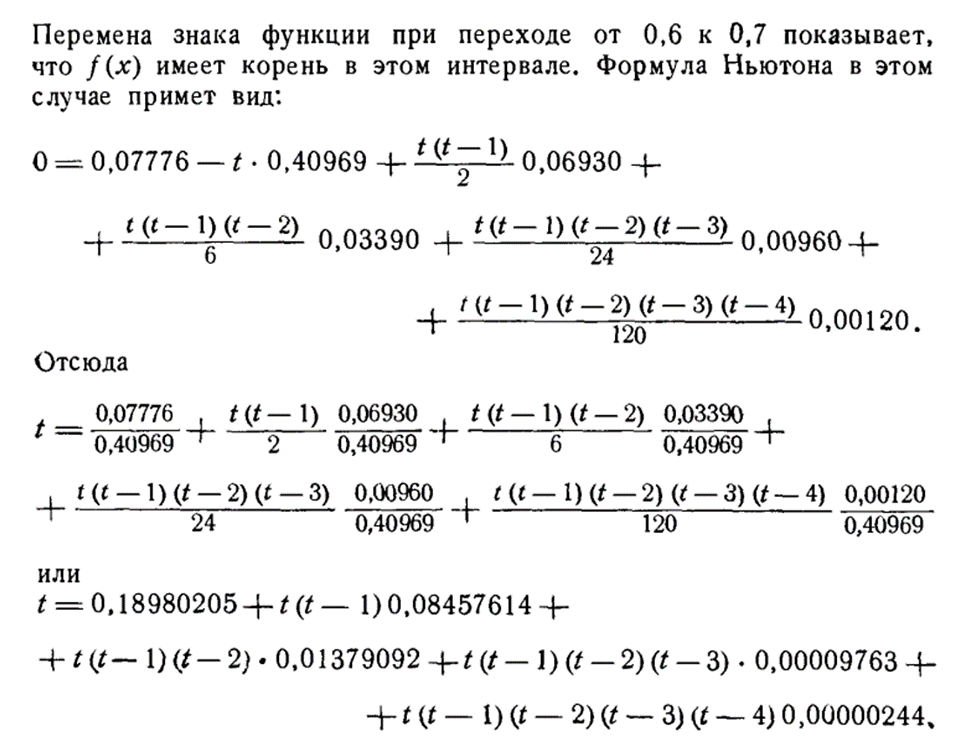 Перемена знака функции при переходе от 0,6 к 0,7 показывает,
что f (x) имеет корень в этом интервале. Формула Ньютона в этом
случае примет вид:
0 = 0,07776 — t · 0,40969 + \frac{t (t — 1)}{2} 0,06930 +
+ \frac{t (t — 1) (t — 2)}{6} 0,03390 + \frac{t (t — 1) (t — 2) (t — 3)}{24} 0,00960 +
+ \frac{t (t — 1) (t — 2) (t — 3) (t — 4)}{120} 0,00120.
Отсюда
t = \frac{0,07776}{0,40969} + \frac{t (t — 1)}{2} \frac{0,06930}{0,40969} + \frac{t (t — 1) (t — 2)}{6} \frac{0,03390}{0,40969} +
+ \frac{t (t — 1) (t — 2) (t — 3)}{24} \frac{0,00960}{0,40969} + \frac{t (t — 1) (t — 2) (t — 3) (t — 4)}{120} \frac{0,00120}{0,40969}
или
t = 0,18980205 + t (t — 1) 0,08457614 +
+ t (t — 1) (t — 2) · 0,01379092 + t (t — 1) (t — 2) (t — 3) · 0,00009763 +
+ t (t — 1) (t — 2) (t — 3) (t — 4) 0,00000244.